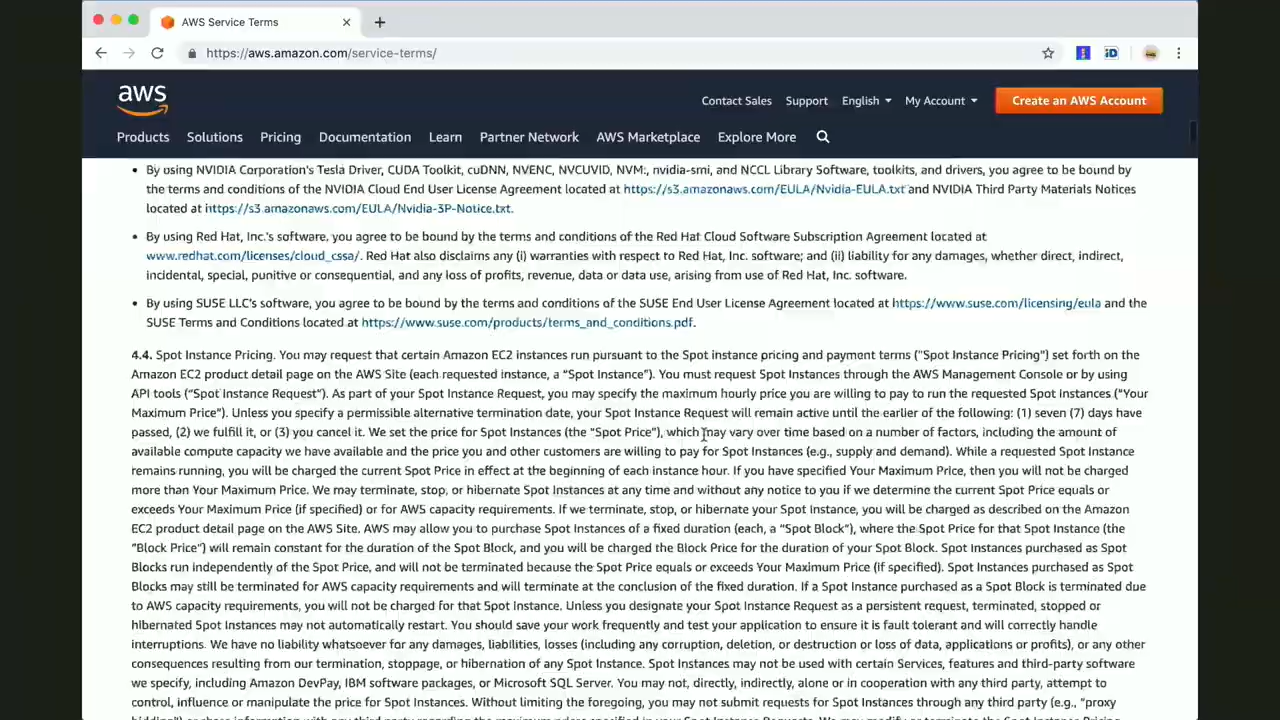 AWS Service Terms
https://aws.amazon.com/service-terms/
aws
Contact Sales Support English My Account Create an AWS Account
Products Solutions Pricing Documentation Learn Partner Network AWS Marketplace Explore More
By using NVIDIA Corporation's Tesla Driver, CUDA Toolkit, cuDNN, NVENC, NVCUVID, NVM:, nvidia-smi, and NCCL Library Software, toolkits, and drivers, you agree to be bound by
the terms and conditions of the NVIDIA Cloud End User License Agreement located at https://s3.amazonaws.com/EULA/Nvidia-EULA.txt and NVIDIA Third Party Materials Notices
located at https://s3.amazonaws.com/EULA/Nvidia-3P-Notice.txt.
By using Red Hat, Inc.'s software, you agree to be bound by the terms and conditions of the Red Hat Cloud Software Subscription Agreement located at
www.redhat.com/licenses/cloud_cssa/. Red Hat also disclaims any (i) warranties with respect to Red Hat, Inc. software; and (ii) liability for any damages, whether direct, indirect,
incidental, special, punitive or consequential, and any loss of profits, revenue, data or data use, arising from use of Red Hat, Inc. software.
By using SUSE LLC's software, you agree to be bound by the terms and conditions of the SUSE End User License Agreement located at https://www.suse.com/licensing/eula and the
SUSE Terms and Conditions located at https://www.suse.com/products/terms_and_conditions.pdf.
4.4. Spot Instance Pricing. You may request that certain Amazon EC2 instances run pursuant to the Spot instance pricing and payment terms ("Spot Instance Pricing") set forth on the
Amazon EC2 product detail page on the AWS Site (each requested instance, a "Spot Instance"). You must request Spot Instances through the AWS Management Console or by using
API tools ("Spot Instance Request"). As part of your Spot Instance Request, you may specify the maximum hourly price you are willing to pay to run the requested Spot Instances ("Your
Maximum Price"). Unless you specify a permissible alternative termination date, your Spot Instance Request will remain active until the earlier of the following: (1) seven (7) days have
passed, (2) we fulfill it, or (3) you cancel it. We set the price for Spot Instances (the "Spot Price"), which may vary over time based on a number of factors, including the amount of
available compute capacity we have available and the price you and other customers are willing to pay for Spot Instances (e.g., supply and demand). While a requested Spot Instance
remains running, you will be charged the current Spot Price in effect at the beginning of each instance hour. If you have specified Your Maximum Price, then you will not be charged
more than Your Maximum Price. We may terminate, stop, or hibernate Spot Instances at any time and without any notice to you if we determine the current Spot Price equals or
exceeds Your Maximum Price (if specified) or for AWS capacity requirements. If we terminate, stop, or hibernate your Spot Instance, you will be charged as described on the Amazon
EC2 product detail page on the AWS Site. AWS may allow you to purchase Spot Instances of a fixed duration (each, a "Spot Block"), where the Spot Price for that Spot Instance (the
"Block Price") will remain constant for the duration of the Spot Block, and you will be charged the Block Price for the duration of your Spot Block. Spot Instances purchased as Spot
Blocks run independently of the Spot Price, and will not be terminated because the Spot Price equals or exceeds Your Maximum Price (if specified). Spot Instances purchased as Spot
Blocks may still be terminated for AWS capacity requirements and will terminate at the conclusion of the fixed duration. If a Spot Instance purchased as a Spot Block is terminated due
to AWS capacity requirements, you will not be charged for that Spot Instance. Unless you designate your Spot Instance Request as a persistent request, terminated, stopped or
hibernated Spot Instances may not automatically restart. You should save your work frequently and test your application to ensure it is fault tolerant and will correctly handle
interruptions. We have no liability whatsoever for any damages, liabilities, losses (including any corruption, deletion, or destruction or loss of data, applications or profits), or any other
consequences resulting from our termination, stoppage, or hibernation of any Spot Instance. Spot Instances may not be used with certain Services, features and third-party software
we specify, including Amazon DevPay, IBM software packages, or Microsoft SQL Server. You may not, directly, indirectly, alone or in cooperation with any third party, attempt to
control, influence or manipulate the price for Spot Instances. Without limiting the foregoing, you may not submit requests for Spot Instances through any third party (e.g., "proxy